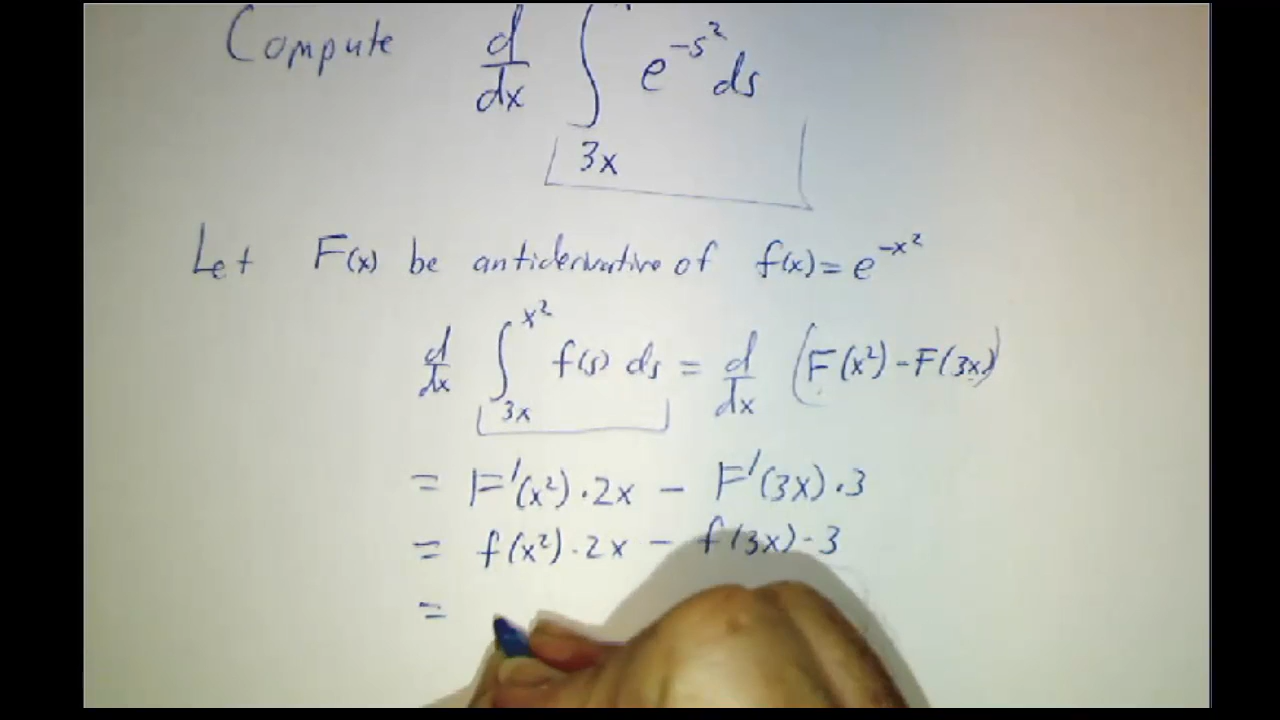 Compute d/dx ∫_{3x} e^{-s²} ds
Let F(x) be antiderivative of f(x) = e^{-x²}
d/dx ∫_{3x}^{x²} f(s) ds = d/dx (F(x²) - F(3x))
= F'(x²) · 2x - F'(3x) · 3
= f(x²) · 2x - f(3x) · 3
=